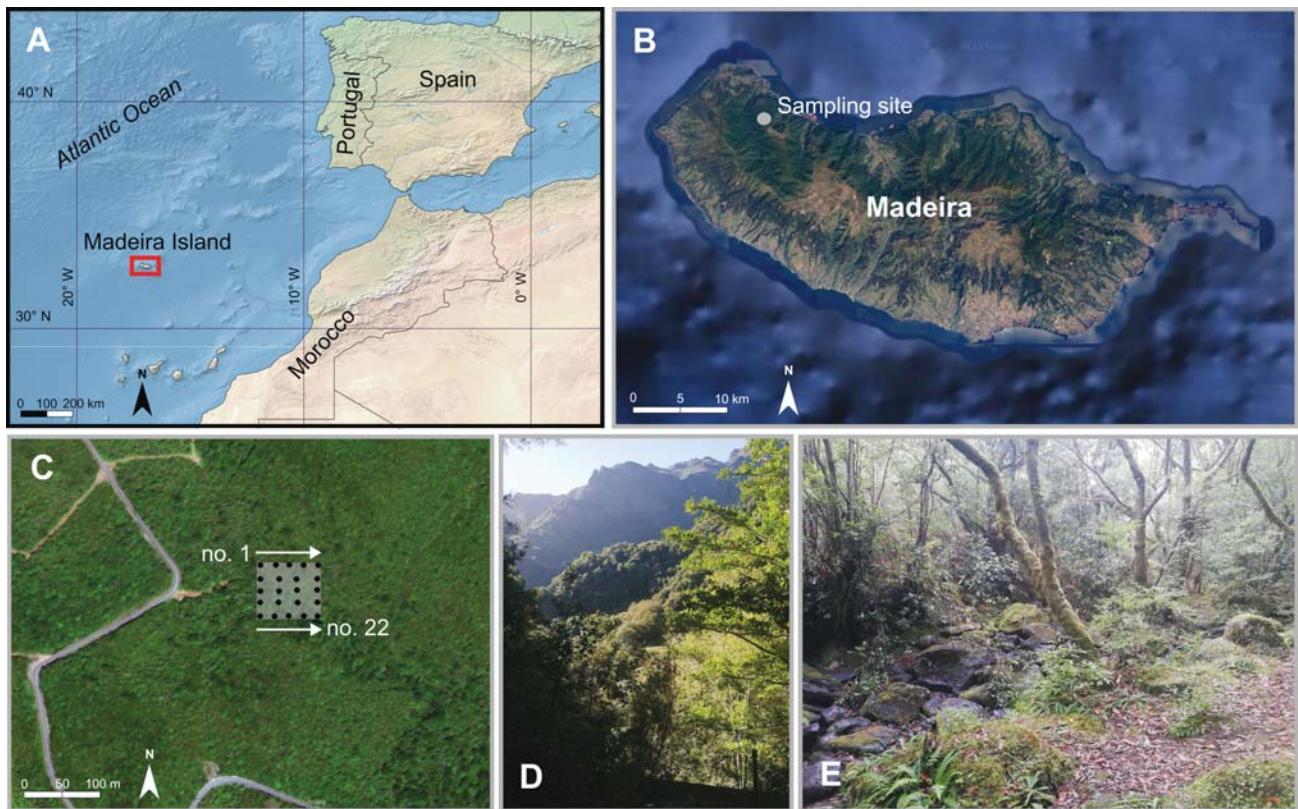 A
40° N
Atlantic Ocean
Portugal
Spain
Madeira Island
20° W
10° W
0° W
30° N
Morocco
N
0 100 200 km
B
Sampling site
Madeira
N
0 5 10 km
C
no. 1
no. 22
N
0 50 100 m
D
E